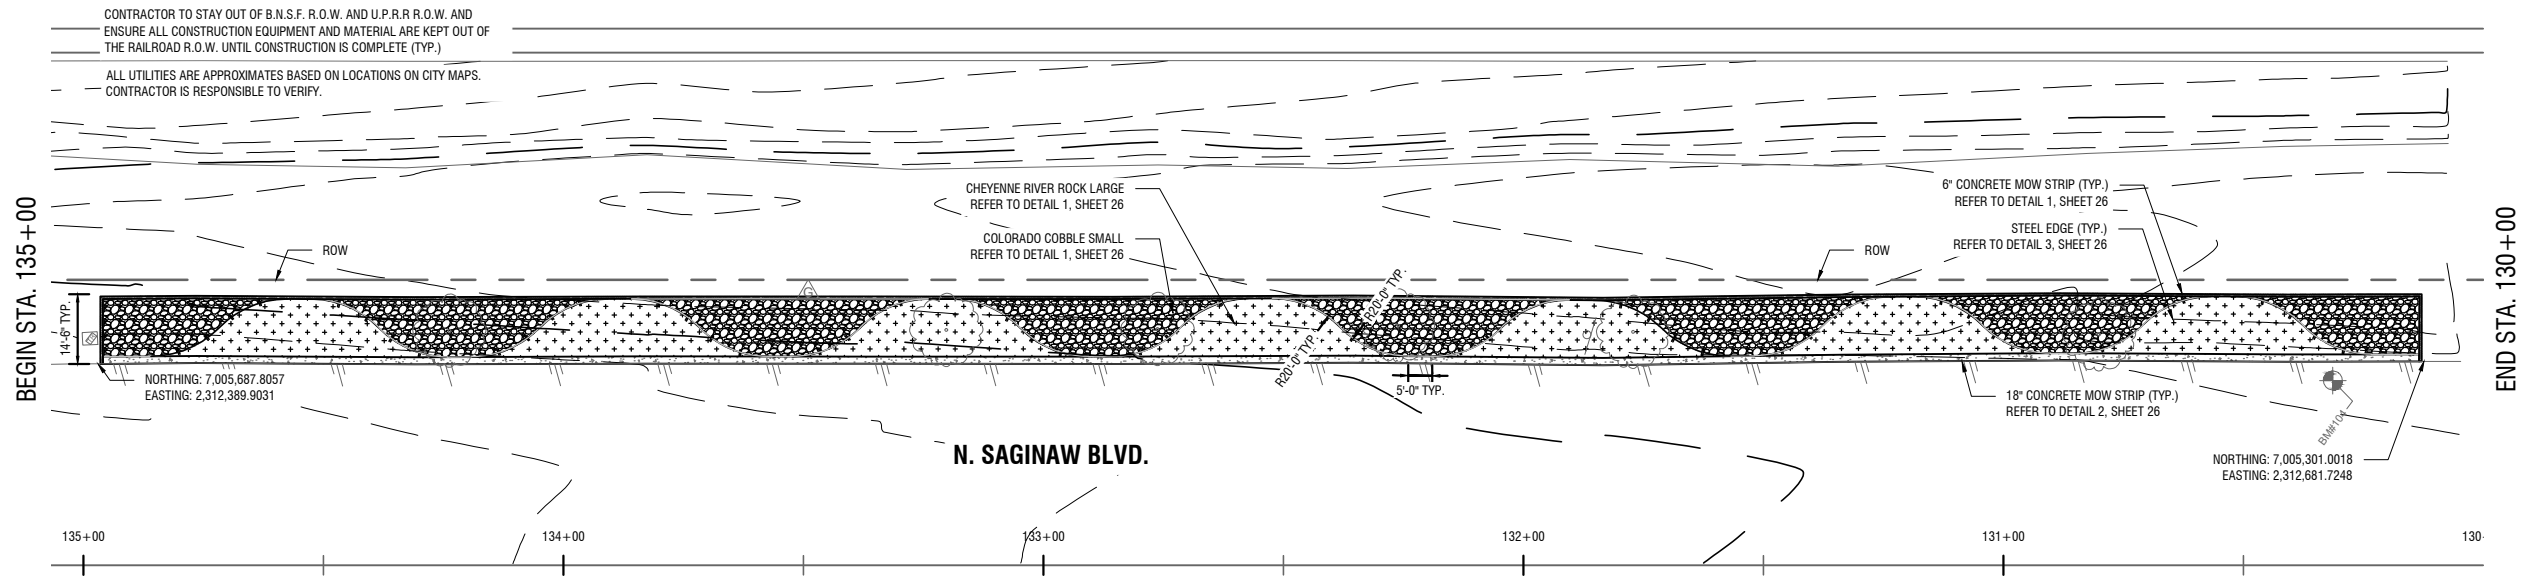 CONTRACTOR TO STAY OUT OF B.N.S.F. R.O.W. AND U.P.R.R R.O.W. AND
ENSURE ALL CONSTRUCTION EQUIPMENT AND MATERIAL ARE KEPT OUT OF
THE RAILROAD R.O.W. UNTIL CONSTRUCTION IS COMPLETE (TYP.)
ALL UTILITIES ARE APPROXIMATES BASED ON LOCATIONS ON CITY MAPS.
CONTRACTOR IS RESPONSIBLE TO VERIFY.
BEGIN STA. 135+00
END STA. 130+00
CHEYENNE RIVER ROCK LARGE
REFER TO DETAIL 1, SHEET 26
COLORADO COBBLE SMALL
REFER TO DETAIL 1, SHEET 26
6" CONCRETE MOW STRIP (TYP.)
REFER TO DETAIL 1, SHEET 26
STEEL EDGE (TYP.)
REFER TO DETAIL 3, SHEET 26
ROW
ROW
14'-6" TYP.
G
R20'-0" TYP.
R20'-0" TYP.
5'-0" TYP.
NORTHING: 7,005,687.8057
EASTING: 2,312,389.9031
18" CONCRETE MOW STRIP (TYP.)
REFER TO DETAIL 2, SHEET 26
BM#104
N. SAGINAW BLVD.
NORTHING: 7,005,301.0018
EASTING: 2,312,681.7248
135+00
134+00
133+00
132+00
131+00
130